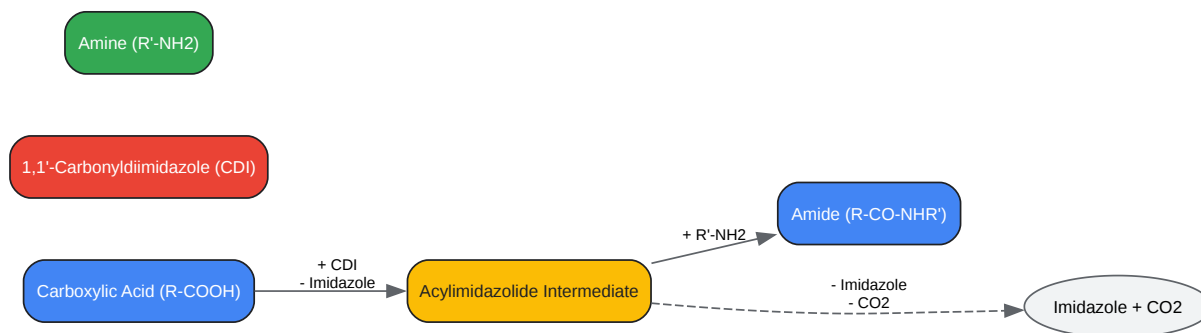 Amine (R'-NH2)
1,1'-Carbonyldiimidazole (CDI)
Carboxylic Acid (R-COOH)
+ CDI
- Imidazole
Acylimidazolide Intermediate
+ R'-NH2
Amide (R-CO-NHR')
- Imidazole
- CO2
Imidazole + CO2